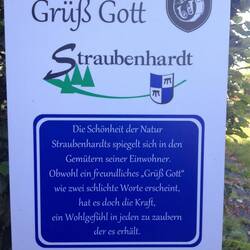 Grüß Gott
Straubenhardt
Die Schönheit der Natur
Straubenhardts spiegelt sich in den
Gemütern seiner Einwohner.
Obwohl ein freundliches „Grüß Gott“
wie zwei schlichte Worte erscheint,
hat es doch die Kraft,
ein Wohlgefühl in jeden zu zaubern
der es erhält.